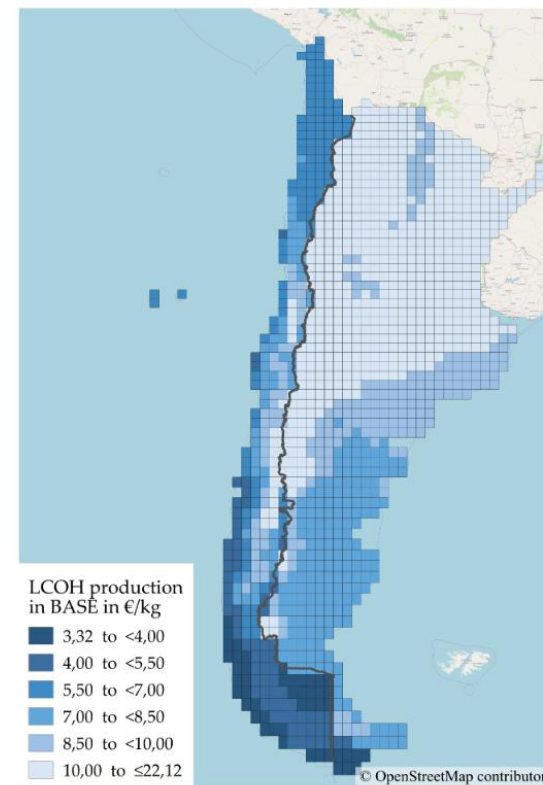 LCOH production
in BASE in €/kg
3,32 to <4,00
4,00 to <5,50
5,50 to <7,00
7,00 to <8,50
8,50 to <10,00
10,00 to ≤22,12
© OpenStreetMap contributor